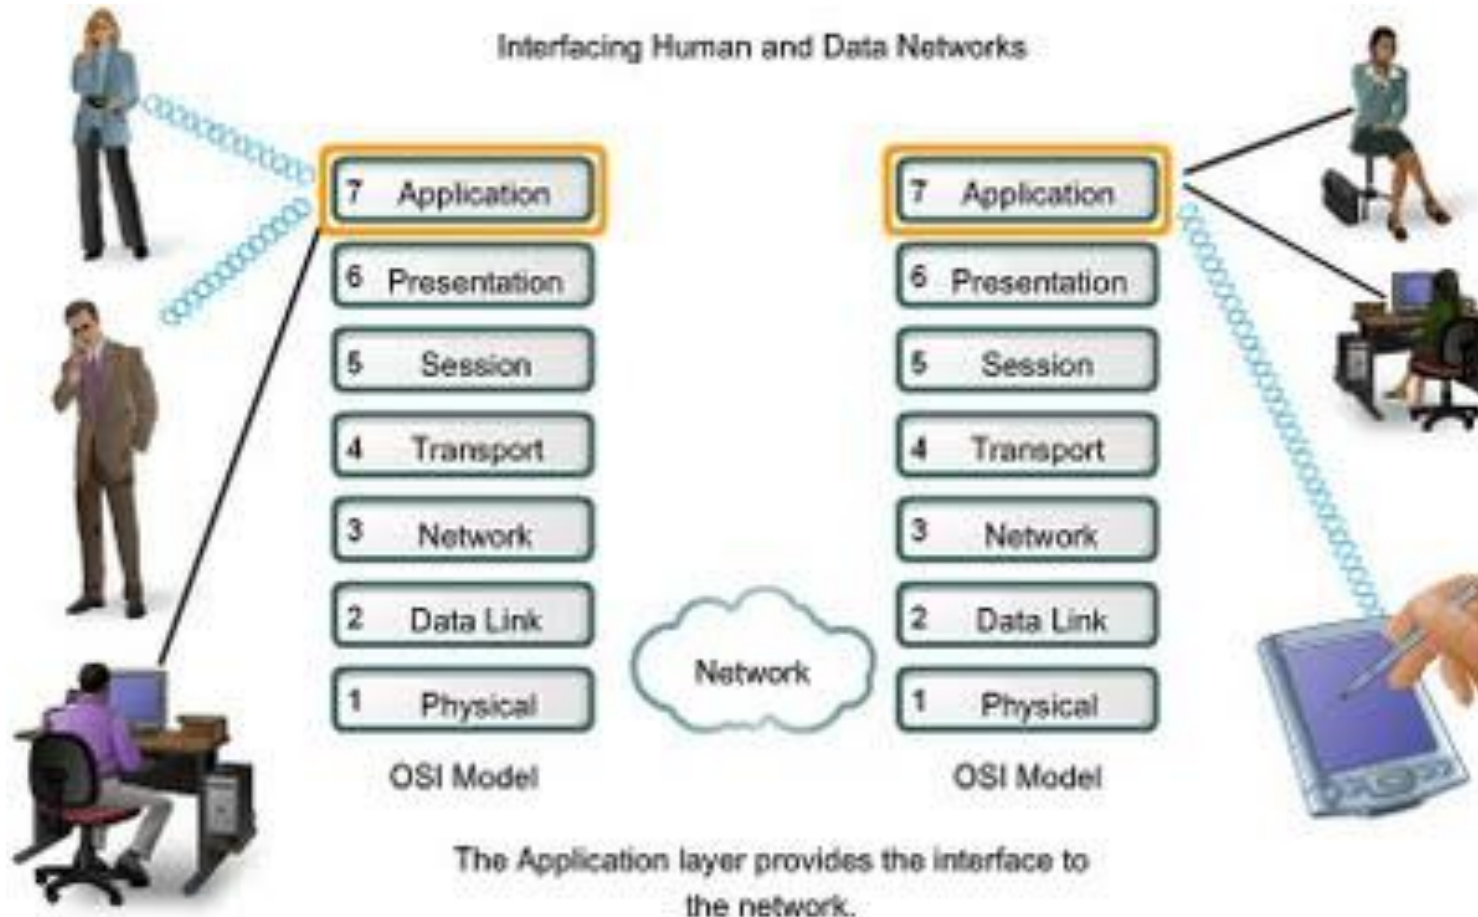 Interfacing Human and Data Networks
7 Application
6 Presentation
5 Session
4 Transport
3 Network
2 Data Link
1 Physical
OSI Model
Network
7 Application
6 Presentation
5 Session
4 Transport
3 Network
2 Data Link
1 Physical
OSI Model
The Application layer provides the interface to
the network.